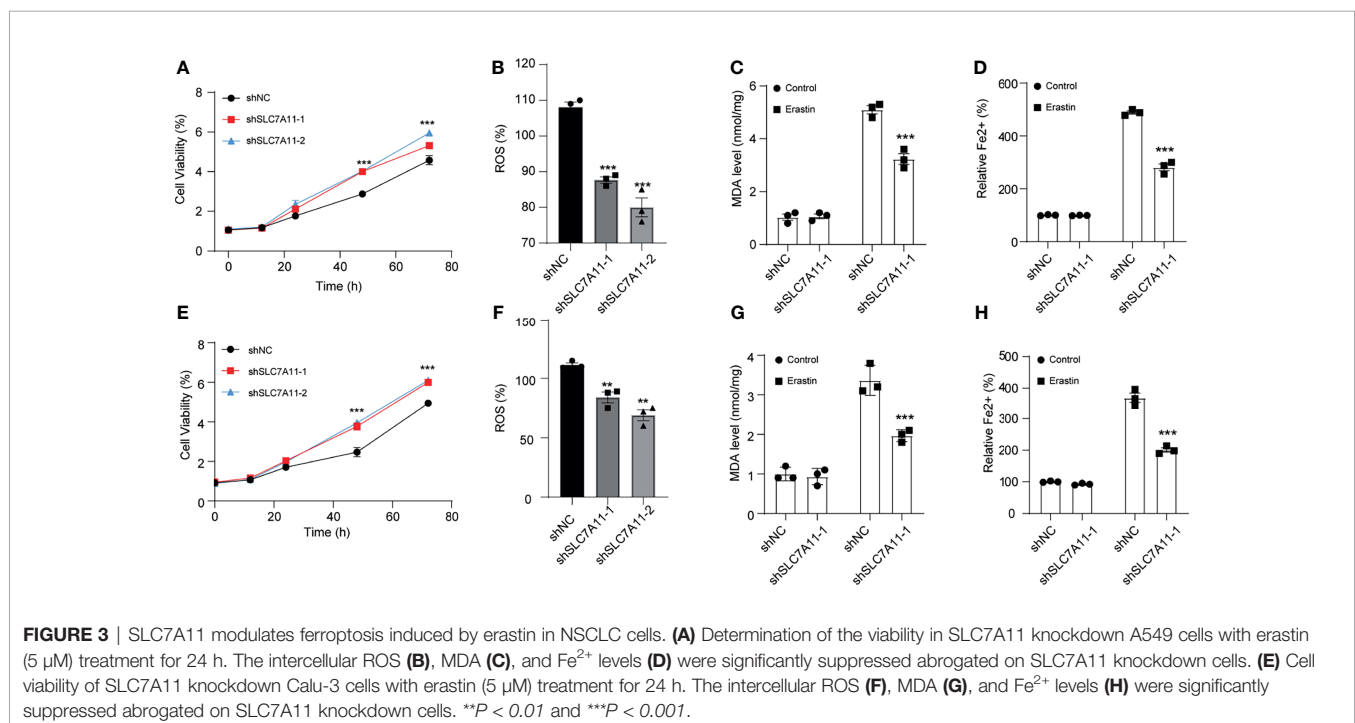 A
shNC
shSLC7A11-1
shSLC7A11-2
***
***
Cell Viability (%)
8
6
4
2
0
0 20 40 60 80
Time (h)
B
ROS (%)
120
110
100
90
80
70
***
***
shNC
shSLC7A11-1
shSLC7A11-2
C
Control
Erastin
MDA level (nmol/mg)
6
4
2
0
***
shNC
shSLC7A11-1
shNC
shSLC7A11-1
D
Control
Erastin
Relative Fe2+ (%)
600
400
200
0
***
shNC
shSLC7A11-1
shNC
shSLC7A11-1
E
shNC
shSLC7A11-1
shSLC7A11-2
***
***
Cell Viability (%)
8
6
4
2
0
0 20 40 60 80
Time (h)
F
ROS (%)
150
100
50
0
**
**
shNC
shSLC7A11-1
shSLC7A11-2
G
Control
Erastin
MDA level (nmol/mg)
4
3
2
1
0
***
shNC
shSLC7A11-1
shNC
shSLC7A11-1
H
Control
Erastin
Relative Fe2+ (%)
500
400
300
200
100
0
***
shNC
shSLC7A11-1
shNC
shSLC7A11-1
FIGURE 3 | SLC7A11 modulates ferroptosis induced by erastin in NSCLC cells. (A) Determination of the viability in SLC7A11 knockdown A549 cells with erastin
(5 µM) treatment for 24 h. The intercellular ROS (B), MDA (C), and Fe²⁺ levels (D) were significantly suppressed abrogated on SLC7A11 knockdown cells. (E) Cell
viability of SLC7A11 knockdown Calu-3 cells with erastin (5 µM) treatment for 24 h. The intercellular ROS (F), MDA (G), and Fe²⁺ levels (H) were significantly
suppressed abrogated on SLC7A11 knockdown cells. **P < 0.01 and ***P < 0.001.